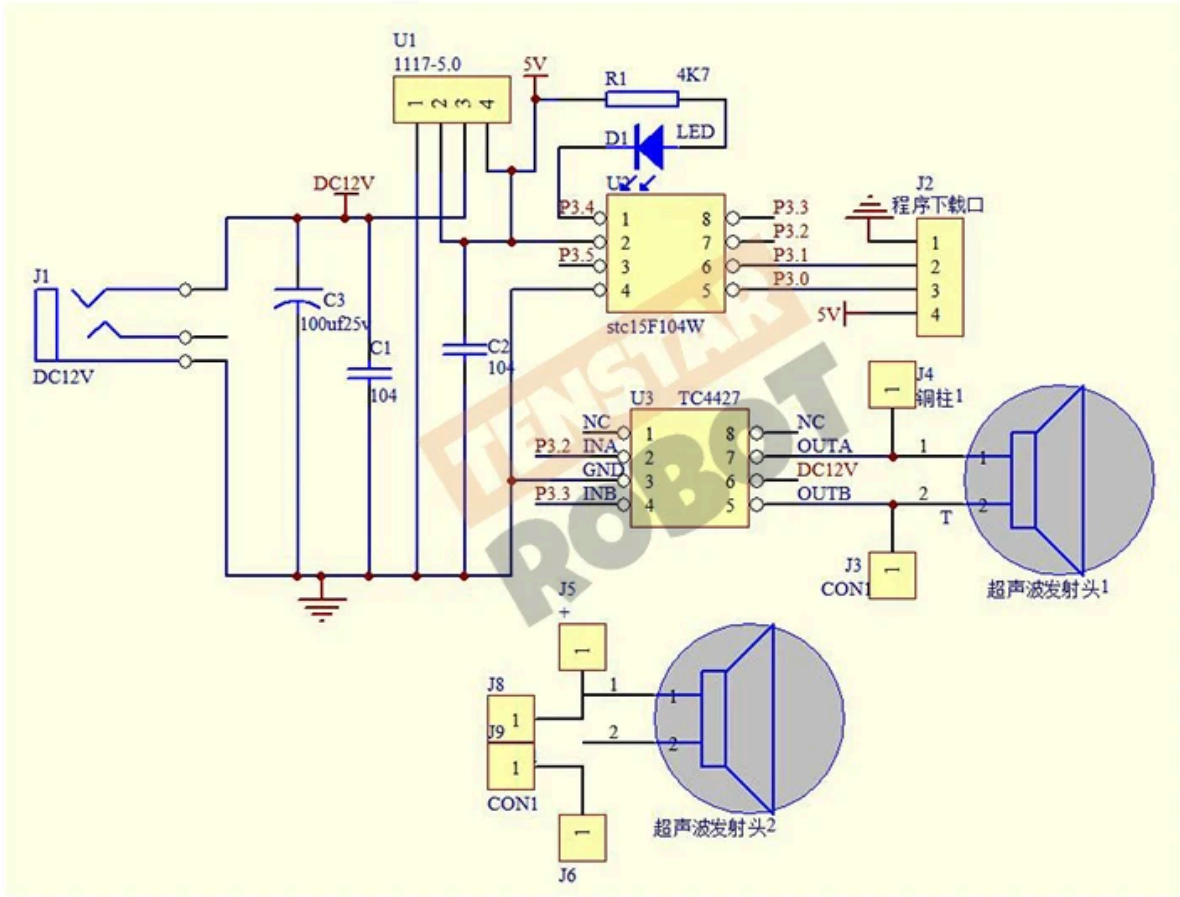 U1
1117-5.0
1 2 3 4
5V
R1 4K7
D1 LED
DC12V
U2
P3.4 1 8 P3.3
2 7 P3.2
P3.5 3 6 P3.1
4 5 P3.0
stc15F104W
J2
程序下载口
1
2
3
5V 4
J1
DC12V
C3
100uf25v
C1
104
C2
104
U3 TC4427
NC 1 8 NC
P3.2 INA 2 7 OUTA
GND 3 6 DC12V
P3.3 INB 4 5 OUTB
J4
铜柱1
1
1 1
2 2
T
J3
CON1
1
超声波发射头1
TENSTAR
ROBOT
J5
+
1
J8
1
J9
1
CON1
1 1
2 2
1
J6
超声波发射头2